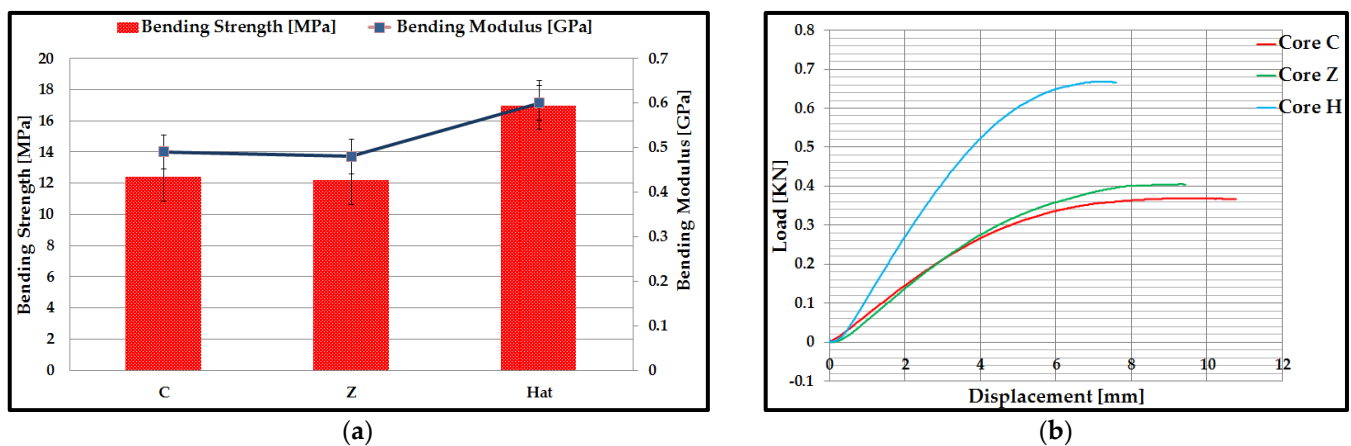 Bending Strength [MPa] Bending Modulus [GPa]
20
18
16
14
12
10
8
6
4
2
0
Bending Strength [MPa]
0.7
0.6
0.5
0.4
0.3
0.2
0.1
0
Bending Modulus [GPa]
C Z Hat
(a)
0.8
0.7
0.6
0.5
0.4
0.3
0.2
0.1
0
-0.1
Load [KN]
Core C
Core Z
Core H
0 2 4 6 8 10 12
Displacement [mm]
(b)